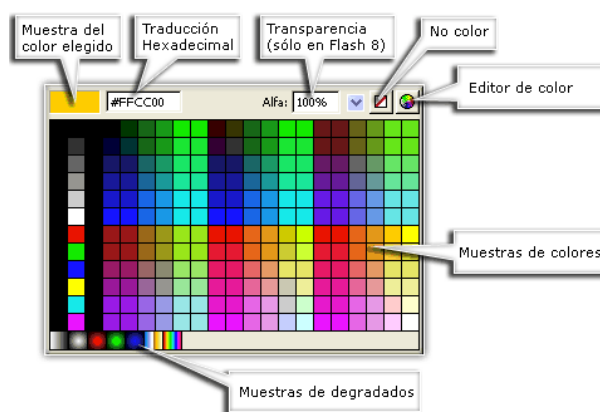 Muestra del
color elegido
Traducción
Hexadecimal
Transparencia
(sólo en Flash 8)
No color
Editor de color
#FFCC00
Alfa: 100%
Muestras de colores
Muestras de degradados